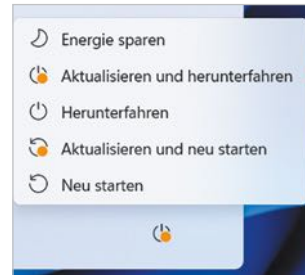 Energie sparen
Aktualisieren und herunterfahren
Herunterfahren
Aktualisieren und neu starten
Neu starten